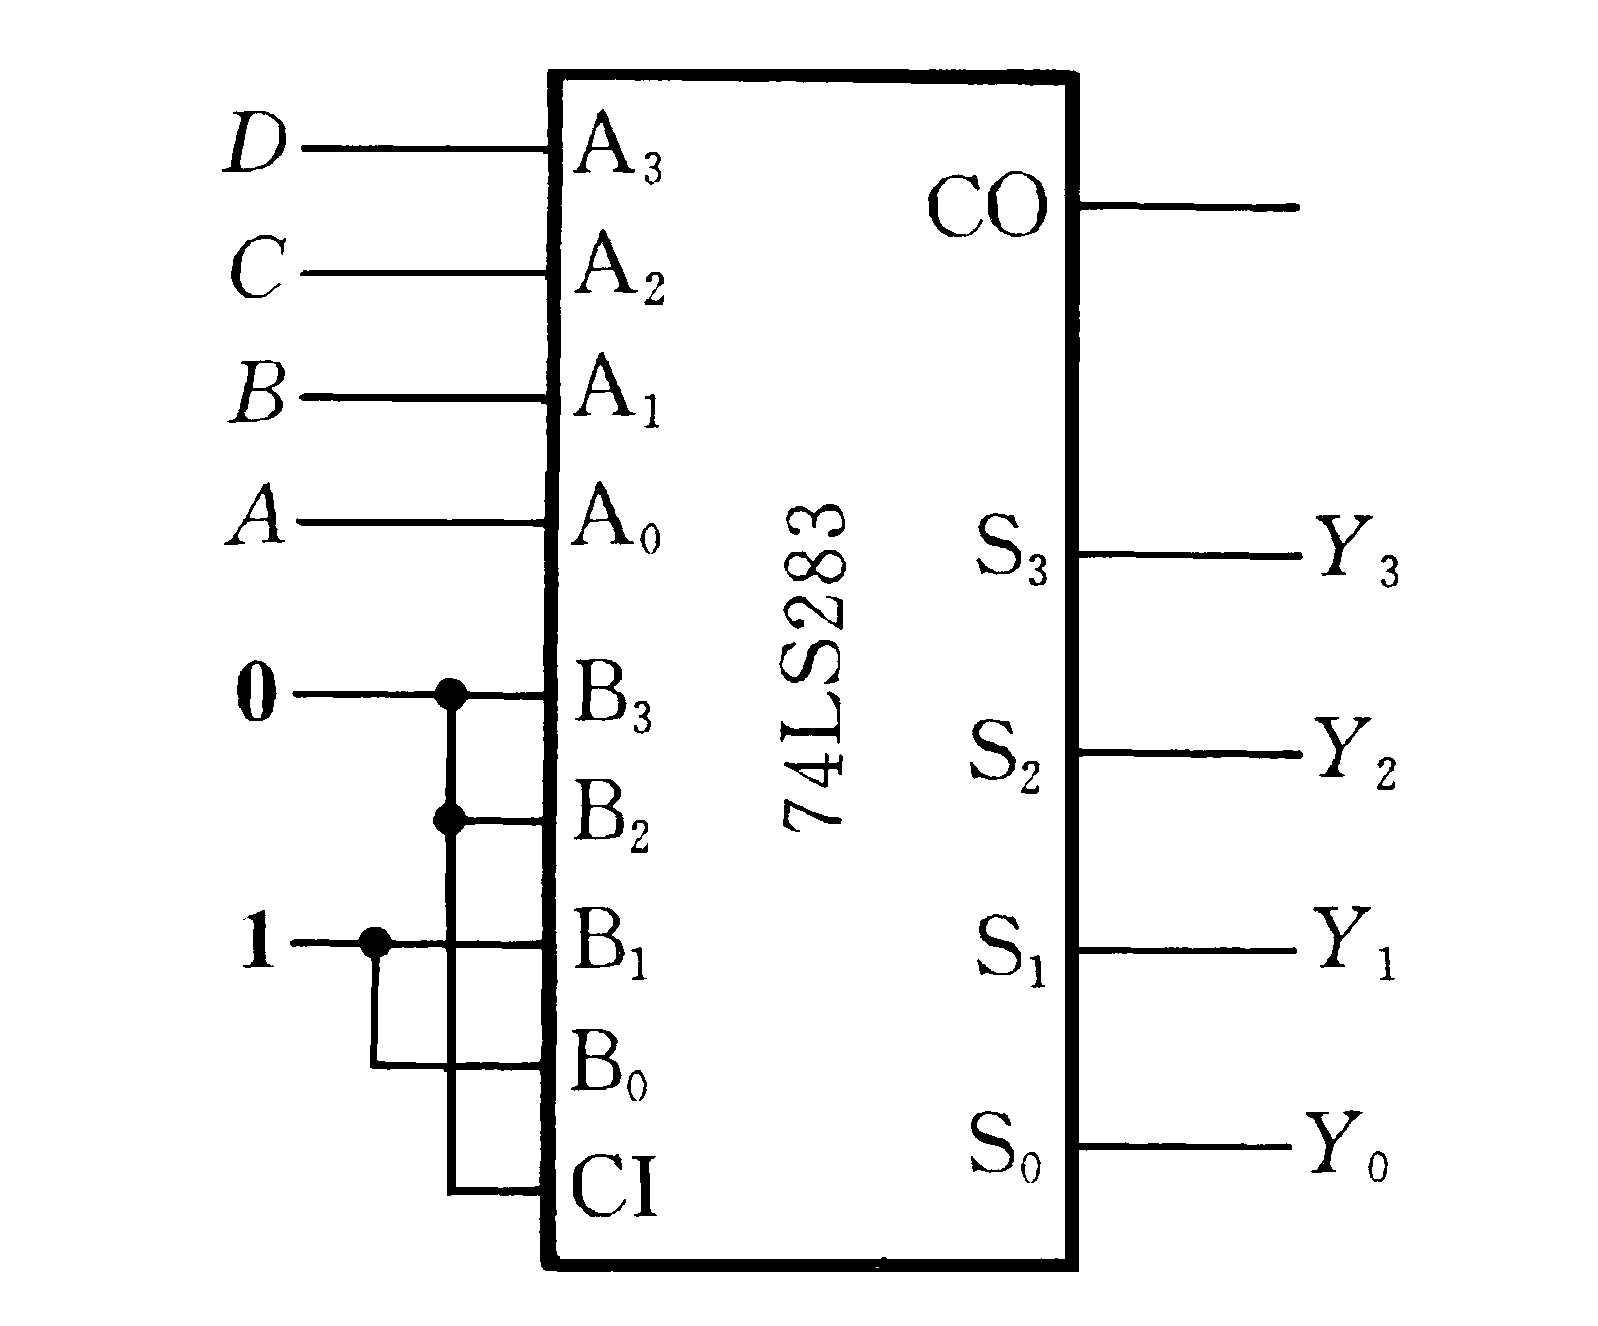 D A₃
CO
C A₂
B A₁
A A₀
S₃ Y₃
0 B₃
74LS283
S₂ Y₂
B₂
1 B₁
S₁ Y₁
B₀
S₀ Y₀
CI